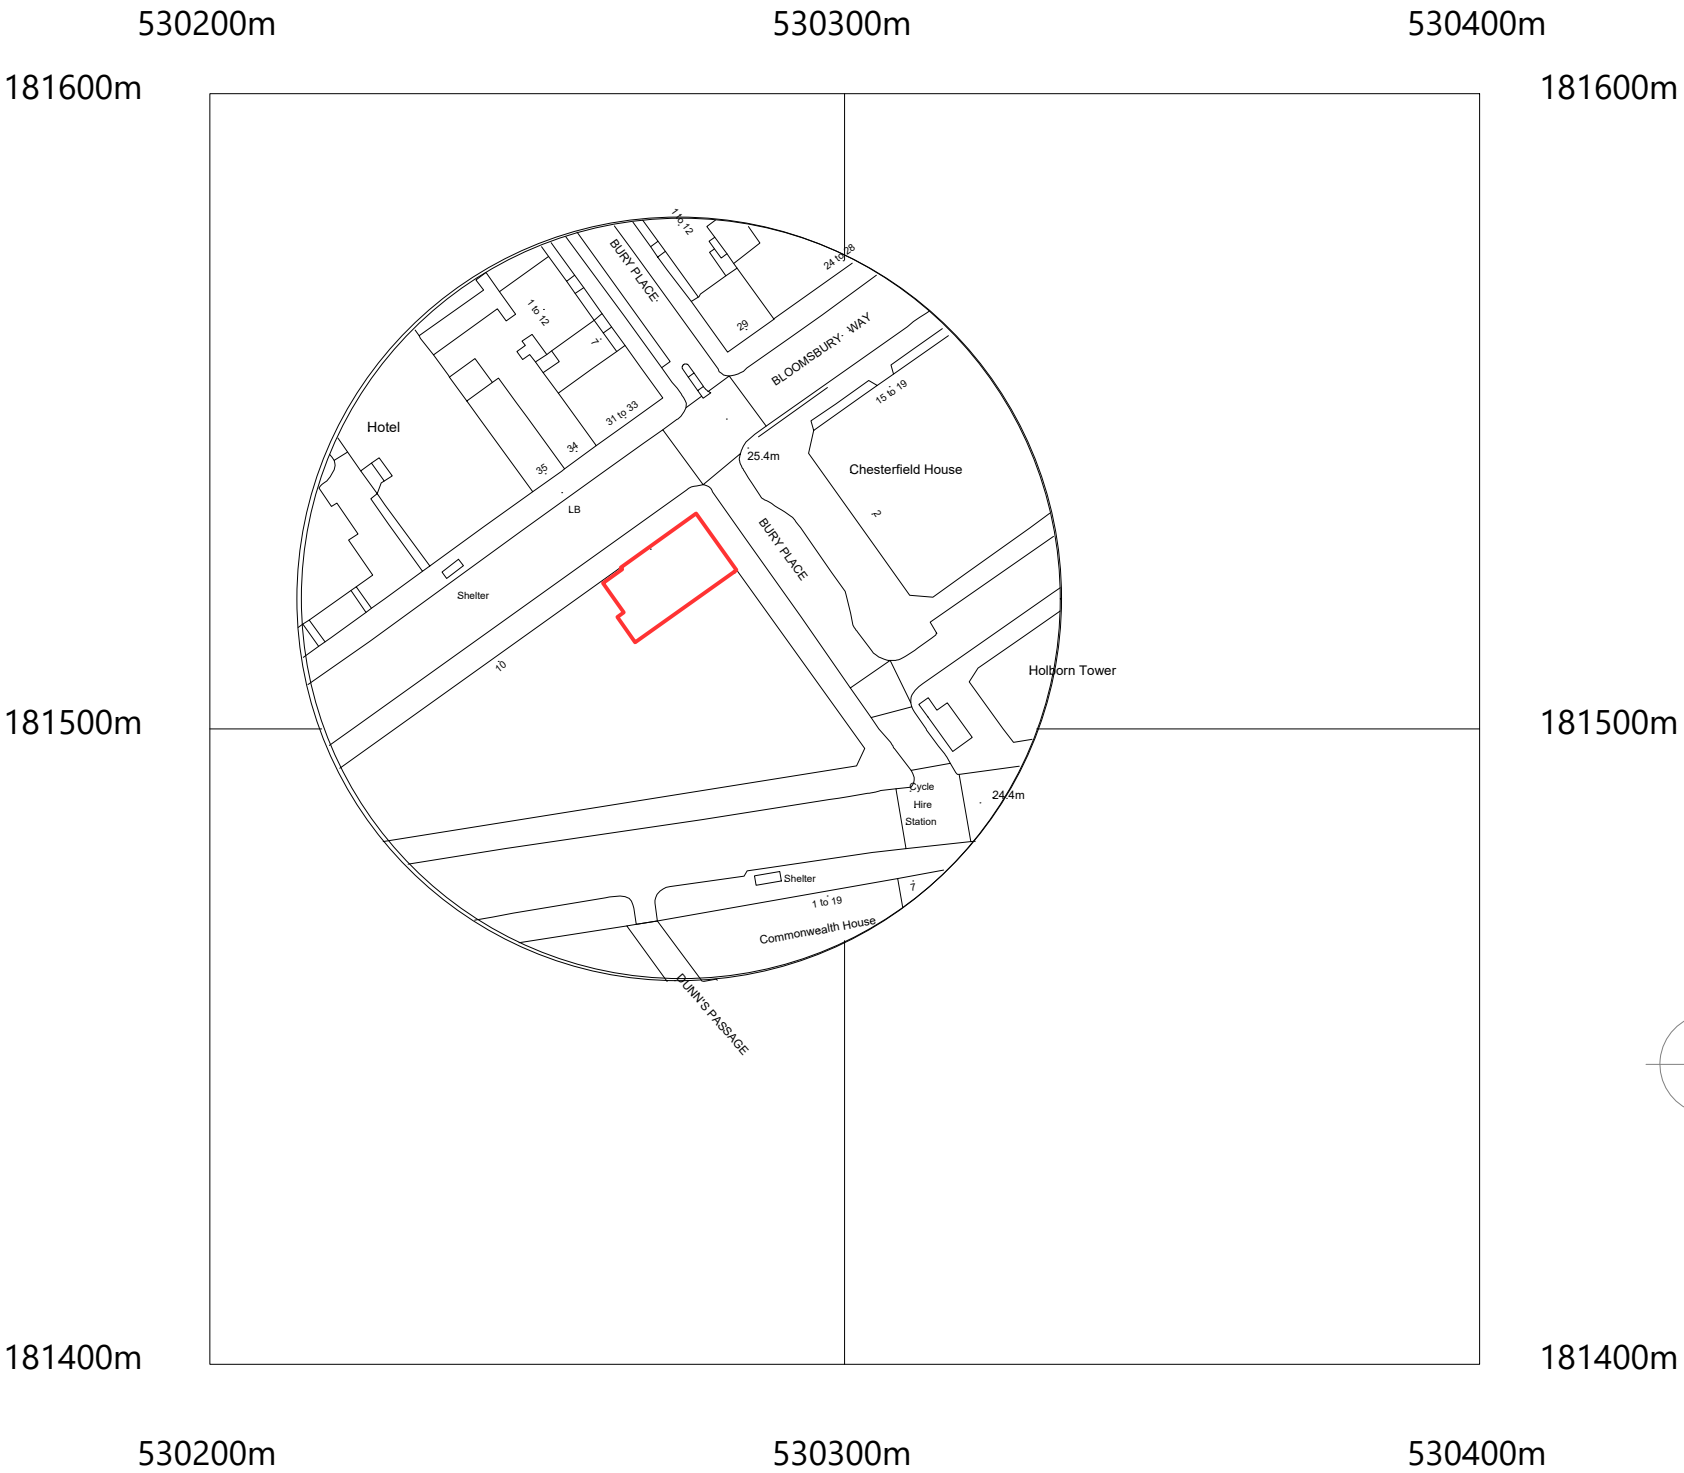 530200m 530300m 530400m
181600m 181600m
1 to 12
BURY PLACE
24 to 28
1 to 12
29
7
BLOOMSBURY WAY
15 to 19
31 to 33
Hotel
34
35
25.4m
Chesterfield House
LB
2
BURY PLACE
Shelter
10
Holborn Tower
181500m 181500m
Cycle
Hire
Station
24.4m
Shelter
7
1 to 19
Commonwealth House
DUNN'S PASSAGE
181400m 181400m
530200m 530300m 530400m